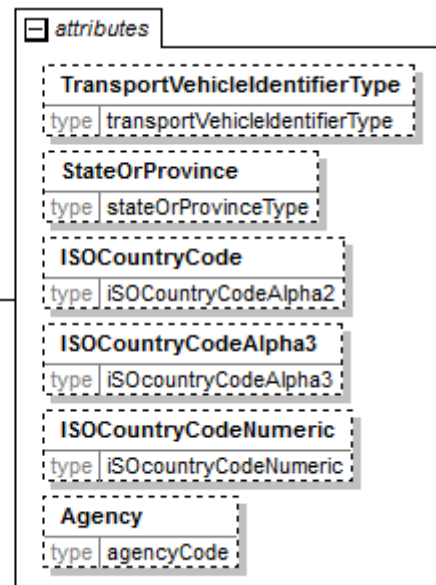 attributes
TransportVehicleIdentifierType
type transportVehicleIdentifierType
StateOrProvince
type stateOrProvinceType
ISOCountryCode
type iSOCountryCodeAlpha2
ISOCountryCodeAlpha3
type iSOcountryCodeAlpha3
ISOCountryCodeNumeric
type iSOcountryCodeNumeric
Agency
type agencyCode